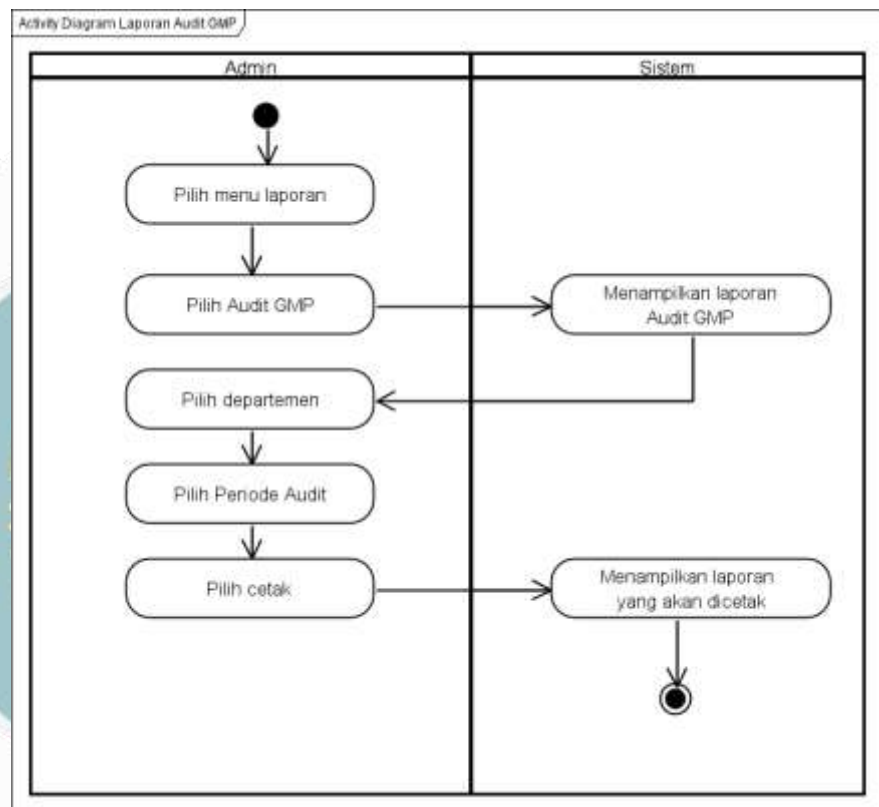 Activity Diagram Laporan Audit GMP
Admin
Sistem
Pilih menu laporan
Pilih Audit GMP
Menampilkan laporan
Audit GMP
Pilih departemen
Pilih Periode Audit
Pilih cetak
Menampilkan laporan
yang akan dicetak